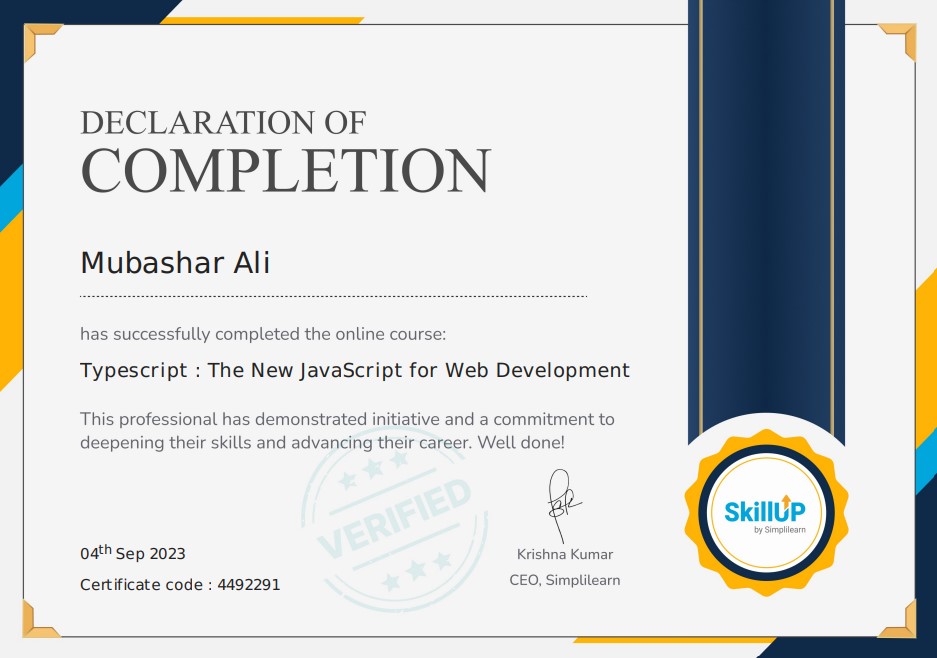 DECLARATION OF
COMPLETION
Mubashar Ali
has successfully completed the online course:
Typescript : The New JavaScript for Web Development
This professional has demonstrated initiative and a commitment to
deepening their skills and advancing their career. Well done!
VERIFIED
04th Sep 2023
Certificate code : 4492291
Krishna Kumar
CEO, Simplilearn
SkillUP
by Simplilearn